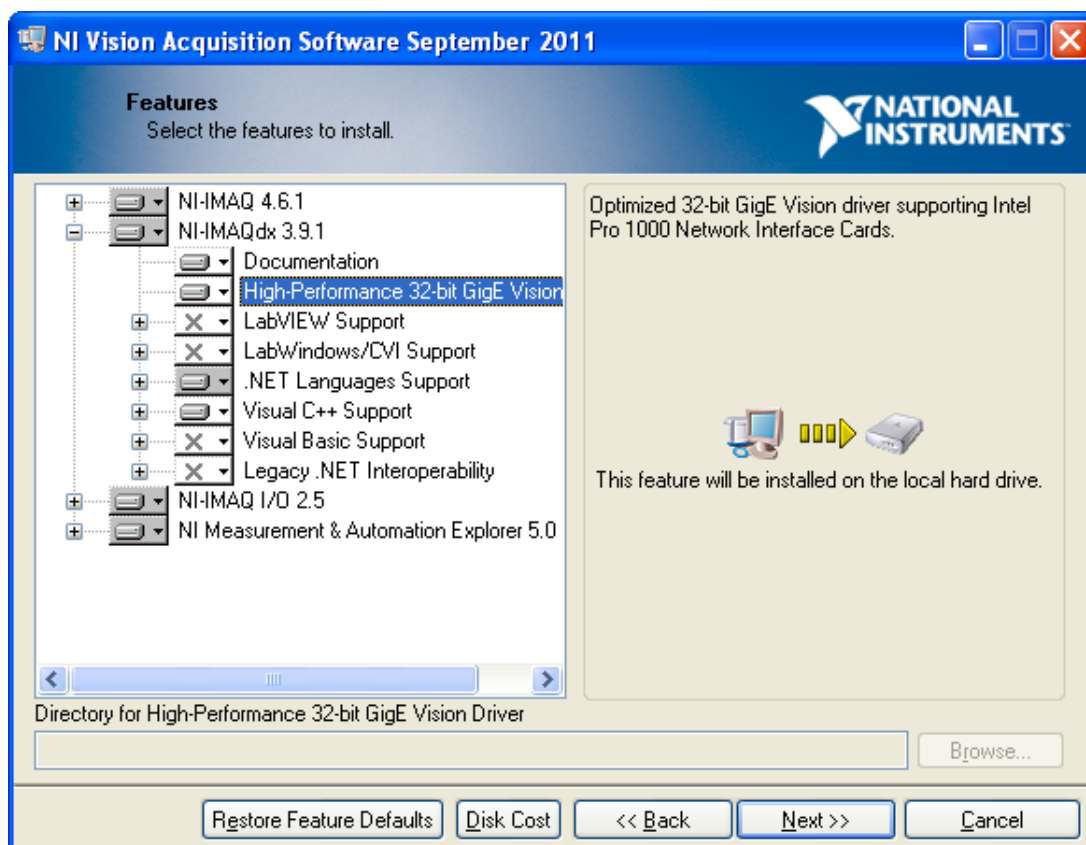 NI Vision Acquisition Software September 2011
Features
Select the features to install.
NATIONAL
INSTRUMENTS
NI-IMAQ 4.6.1
NI-IMAQdx 3.9.1
Documentation
High-Performance 32-bit GigE Vision
LabVIEW Support
LabWindows/CVI Support
.NET Languages Support
Visual C++ Support
Visual Basic Support
Legacy .NET Interoperability
NI-IMAQ I/O 2.5
NI Measurement & Automation Explorer 5.0
Optimized 32-bit GigE Vision driver supporting Intel
Pro 1000 Network Interface Cards.
This feature will be installed on the local hard drive.
Directory for High-Performance 32-bit GigE Vision Driver
Browse...
Restore Feature Defaults
Disk Cost
<< Back
Next >>
Cancel